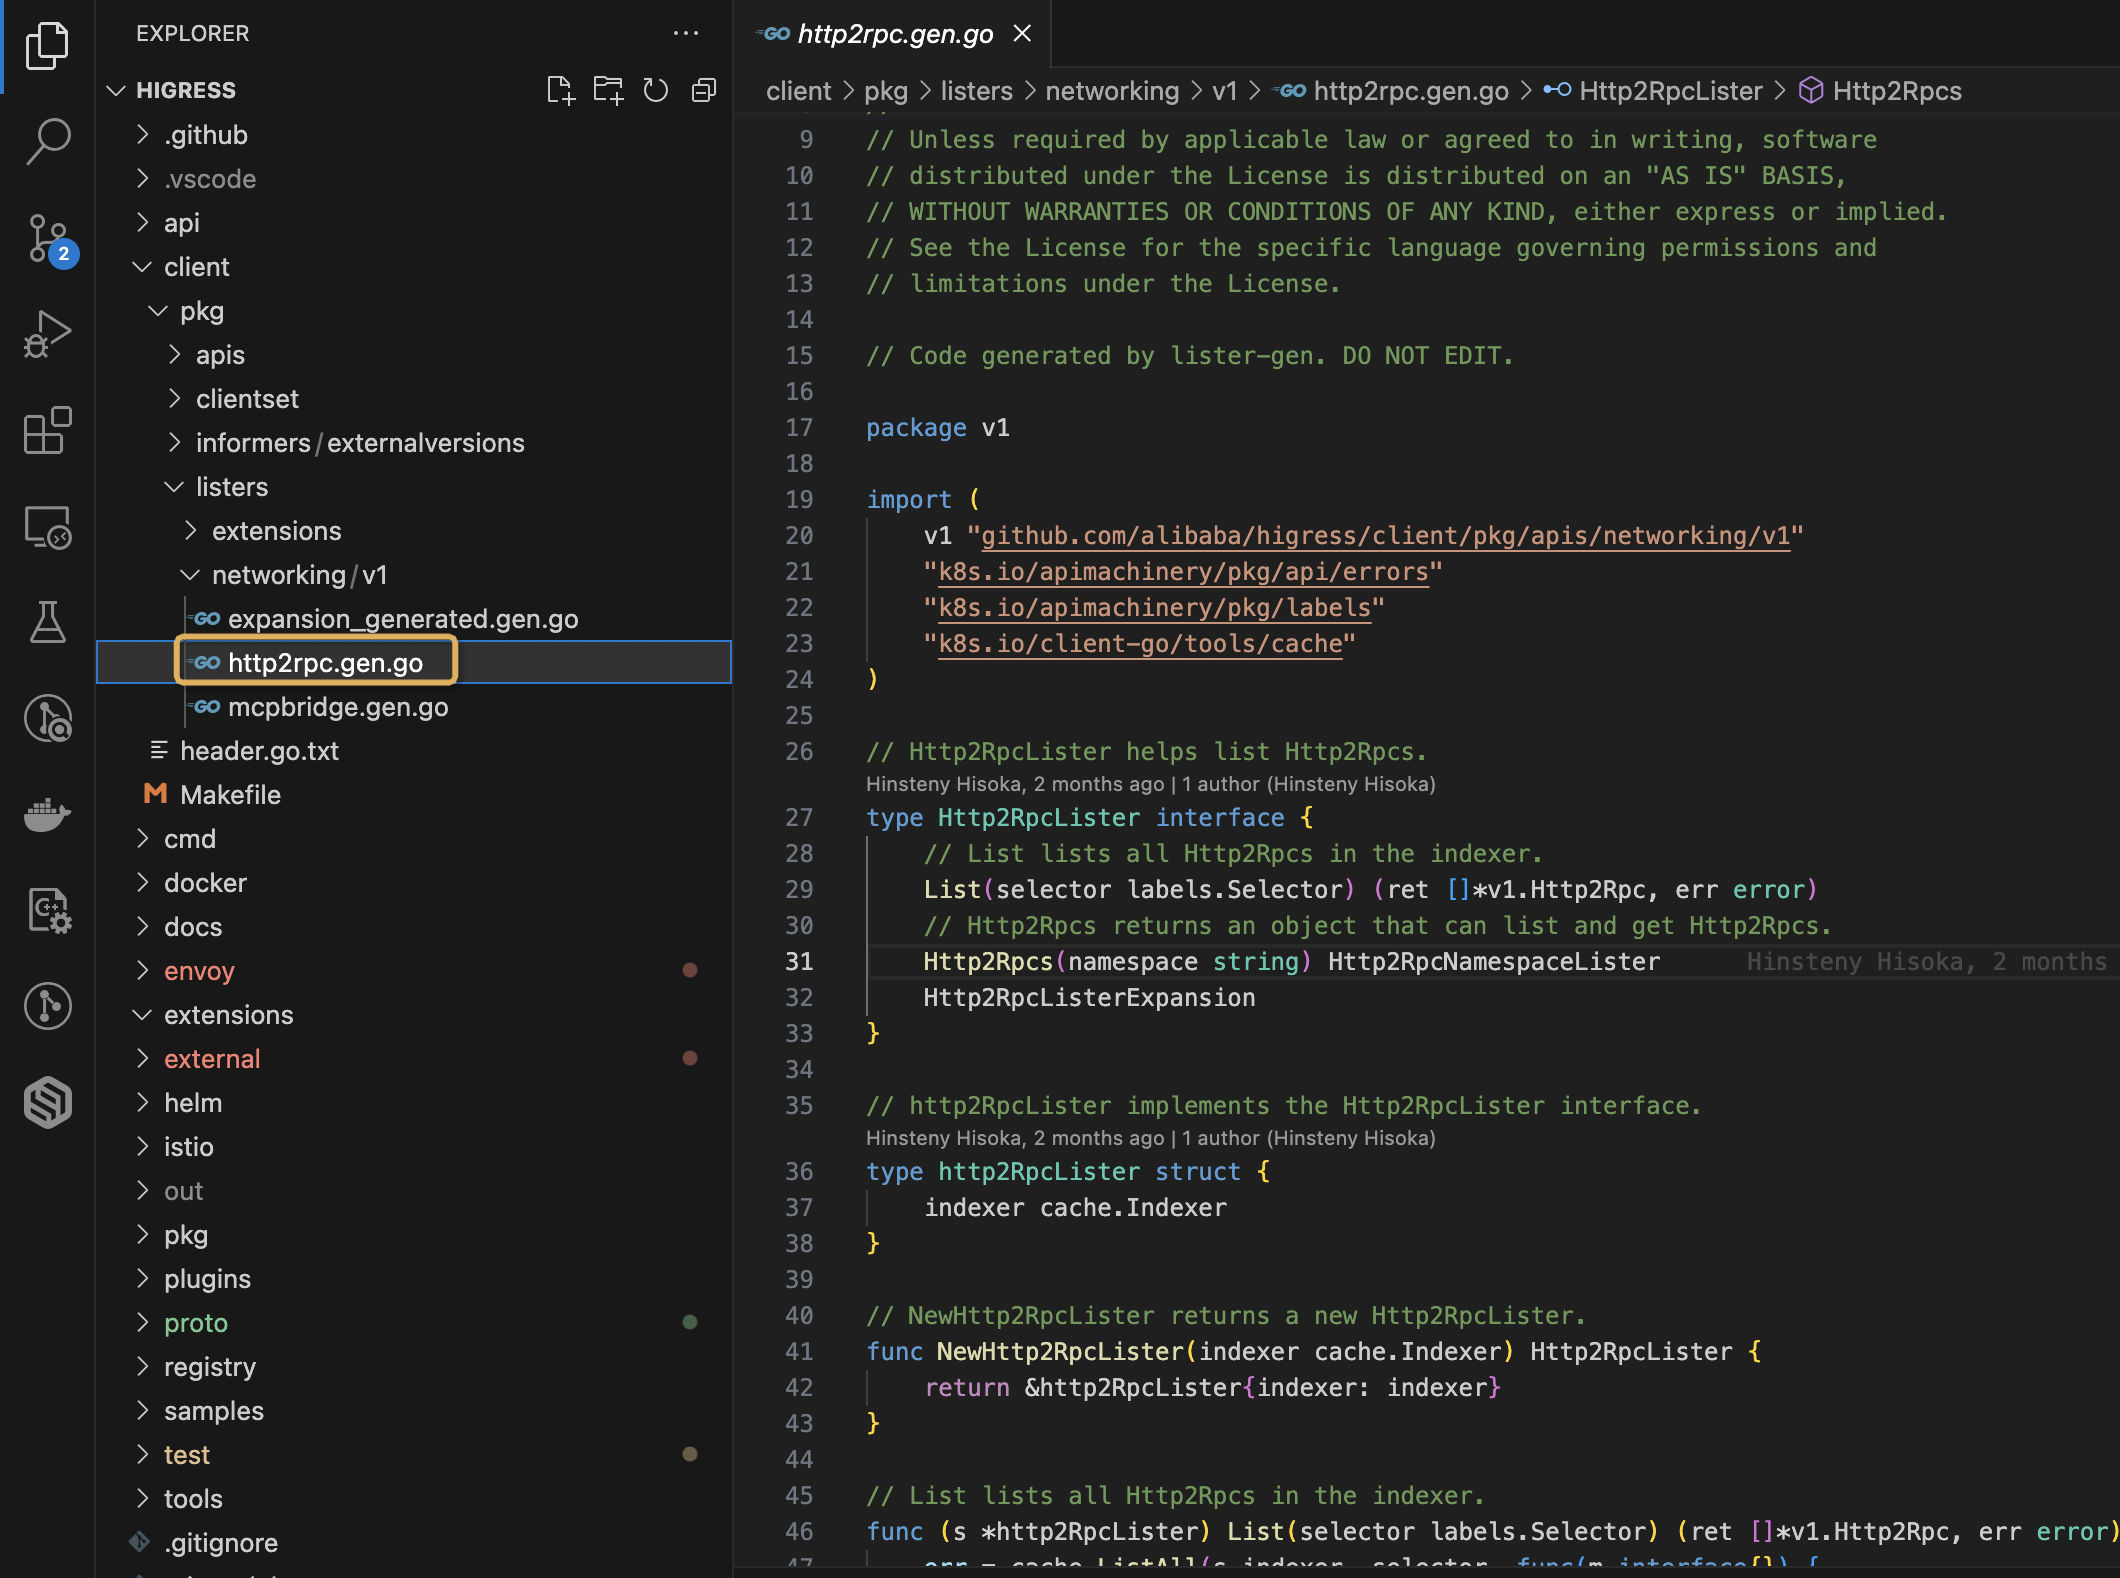 EXPLORER
HIGRESS
.github
.vscode
api
client
pkg
apis
clientset
informers/externalversions
listers
extensions
networking/v1
GO expansion_generated.gen.go
GO http2rpc.gen.go
GO mcpbridge.gen.go
header.go.txt
M Makefile
cmd
docker
docs
envoy
extensions
external
helm
istio
out
pkg
plugins
proto
registry
samples
test
tools
.gitignore
2
GO http2rpc.gen.go
client > pkg > listers > networking > v1 > GO http2rpc.gen.go > Http2RpcLister > Http2Rpcs
9 // Unless required by applicable law or agreed to in writing, software
10 // distributed under the License is distributed on an "AS IS" BASIS,
11 // WITHOUT WARRANTIES OR CONDITIONS OF ANY KIND, either express or implied.
12 // See the License for the specific language governing permissions and
13 // limitations under the License.
14
15 // Code generated by lister-gen. DO NOT EDIT.
16
17 package v1
18
19 import (
20 v1 "github.com/alibaba/higress/client/pkg/apis/networking/v1"
21 "k8s.io/apimachinery/pkg/api/errors"
22 "k8s.io/apimachinery/pkg/labels"
23 "k8s.io/client-go/tools/cache"
24 )
25
26 // Http2RpcLister helps list Http2Rpcs.
Hinsteny Hisoka, 2 months ago | 1 author (Hinsteny Hisoka)
27 type Http2RpcLister interface {
28 // List lists all Http2Rpcs in the indexer.
29 List(selector labels.Selector) (ret []*v1.Http2Rpc, err error)
30 // Http2Rpcs returns an object that can list and get Http2Rpcs.
31 Http2Rpcs(namespace string) Http2RpcNamespaceLister Hinsteny Hisoka, 2 months
32 Http2RpcListerExpansion
33 }
34
35 // http2RpcLister implements the Http2RpcLister interface.
Hinsteny Hisoka, 2 months ago | 1 author (Hinsteny Hisoka)
36 type http2RpcLister struct {
37 indexer cache.Indexer
38 }
39
40 // NewHttp2RpcLister returns a new Http2RpcLister.
41 func NewHttp2RpcLister(indexer cache.Indexer) Http2RpcLister {
42 return &http2RpcLister{indexer: indexer}
43 }
44
45 // List lists all Http2Rpcs in the indexer.
46 func (s *http2RpcLister) List(selector labels.Selector) (ret []*v1.Http2Rpc, err error)
47 err = cache.ListAll(s.indexer, selector, func(m interface{}) {